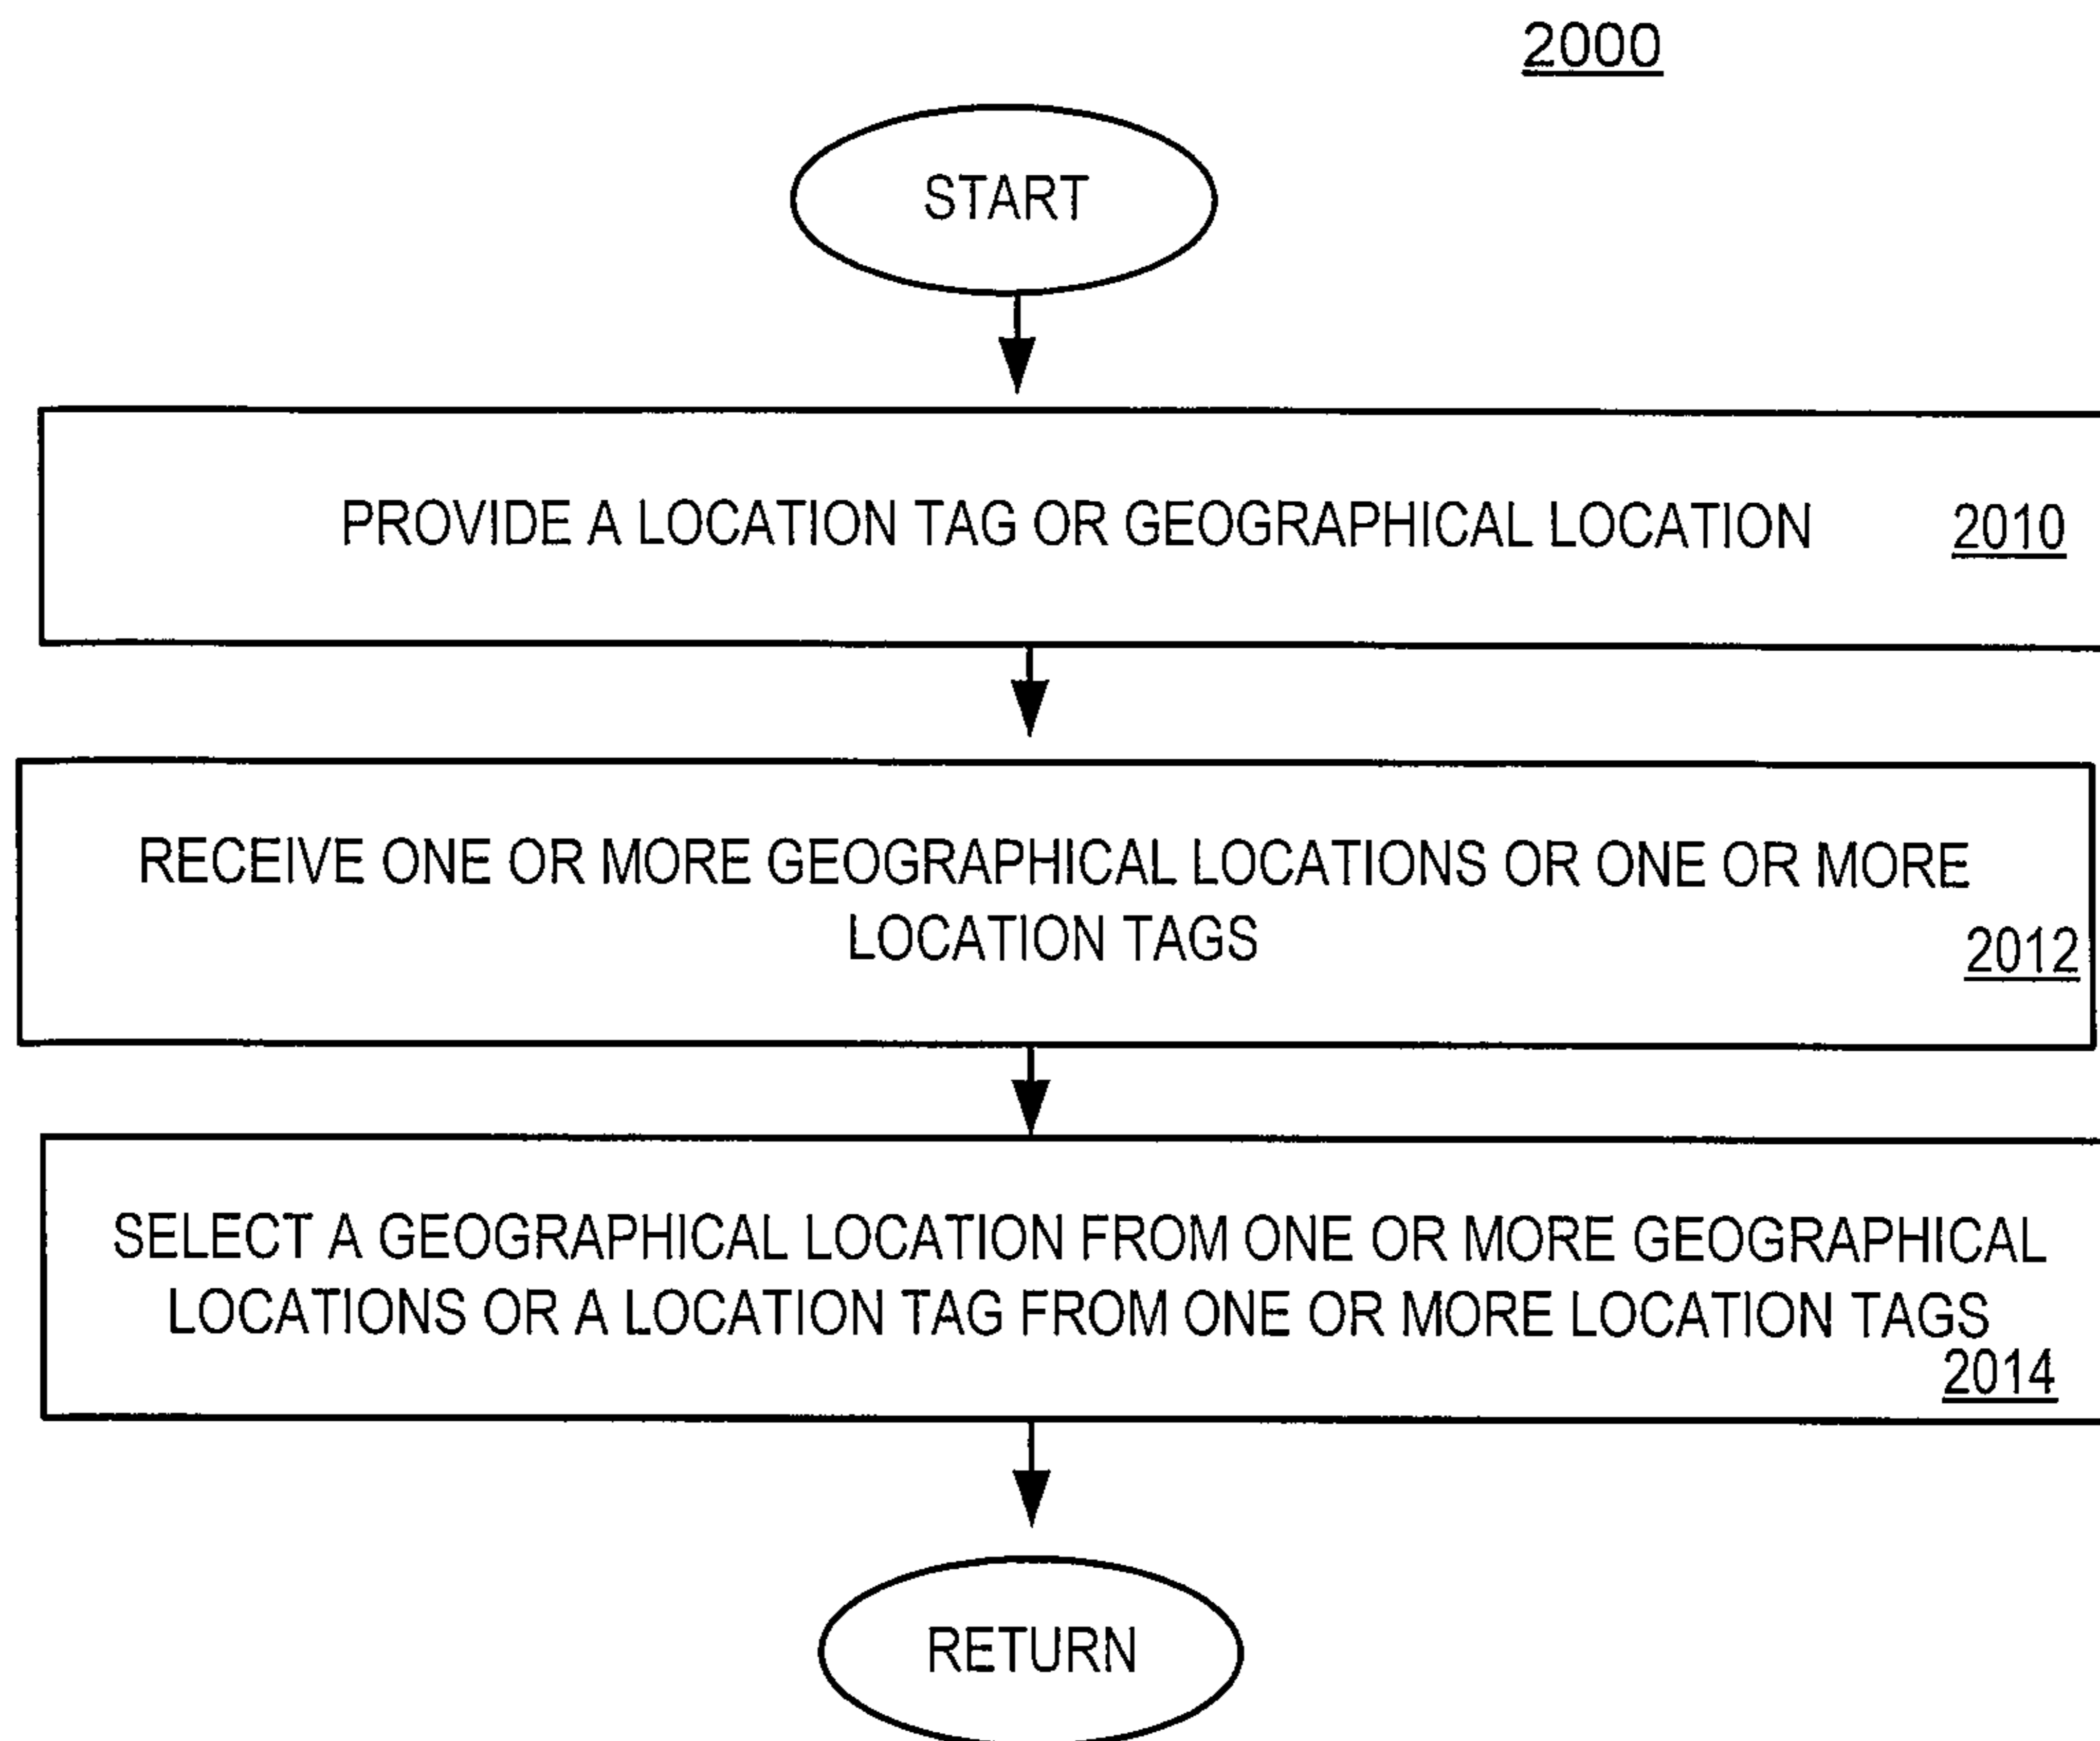 2000
START
PROVIDE A LOCATION TAG OR GEOGRAPHICAL LOCATION 2010
RECEIVE ONE OR MORE GEOGRAPHICAL LOCATIONS OR ONE OR MORE
LOCATION TAGS
2012
SELECT A GEOGRAPHICAL LOCATION FROM ONE OR MORE GEOGRAPHICAL
LOCATIONS OR A LOCATION TAG FROM ONE OR MORE LOCATION TAGS
2014
RETURN